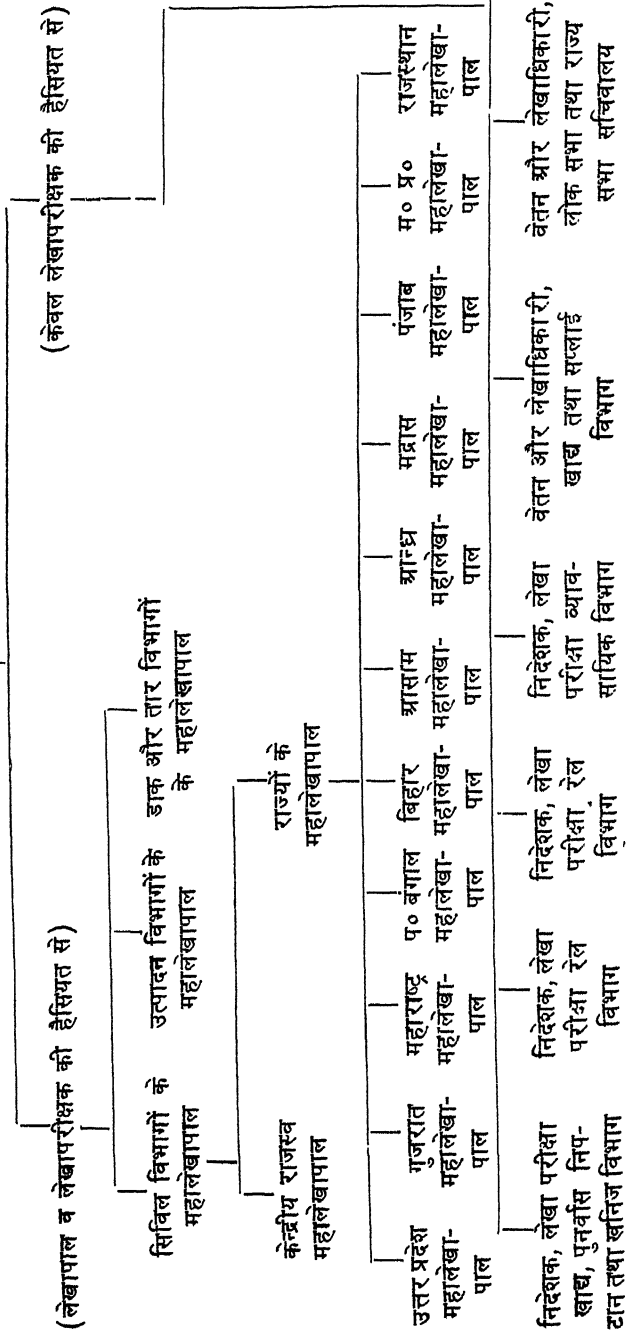 (लेखापाल व लेखापरीक्षक की हैसियत से)
(केवल लेखापरीक्षक की हैसियत से)
सिविल विभागों के
महालेखापाल
उत्पादन विभागों के
महालेखापाल
डाक और तार विभागों
के महालेखापाल
केन्द्रीय राजस्व
महालेखापाल
राज्यों के
महालेखापाल
उत्तर प्रदेश
महालेखा-
पाल
गुजरात
महालेखा-
पाल
महाराष्ट्र
महालेखा-
पाल
प० बंगाल
महालेखा-
पाल
बिहार
महालेखा-
पाल
आसाम
महालेखा-
पाल
आन्ध्र
महालेखा-
पाल
मद्रास
महालेखा-
पाल
पंजाब
महालेखा-
पाल
म० प्र०
महालेखा-
पाल
राजस्थान
महालेखा-
पाल
निदेशक, लेखा परीक्षा
खाद्य, पुनर्वास निप-
टान तथा खनिज विभाग
निदेशक, लेखा
परीक्षा रेल
विभाग
निदेशक, लेखा
परीक्षा रेल
विभाग
निदेशक, लेखा
परीक्षा व्याव-
सायिक विभाग
वेतन और लेखाधिकारी,
खाद्य तथा सप्लाई
विभाग
वेतन और लेखाधिकारी,
लोक सभा तथा राज्य
सभा सचिवालय